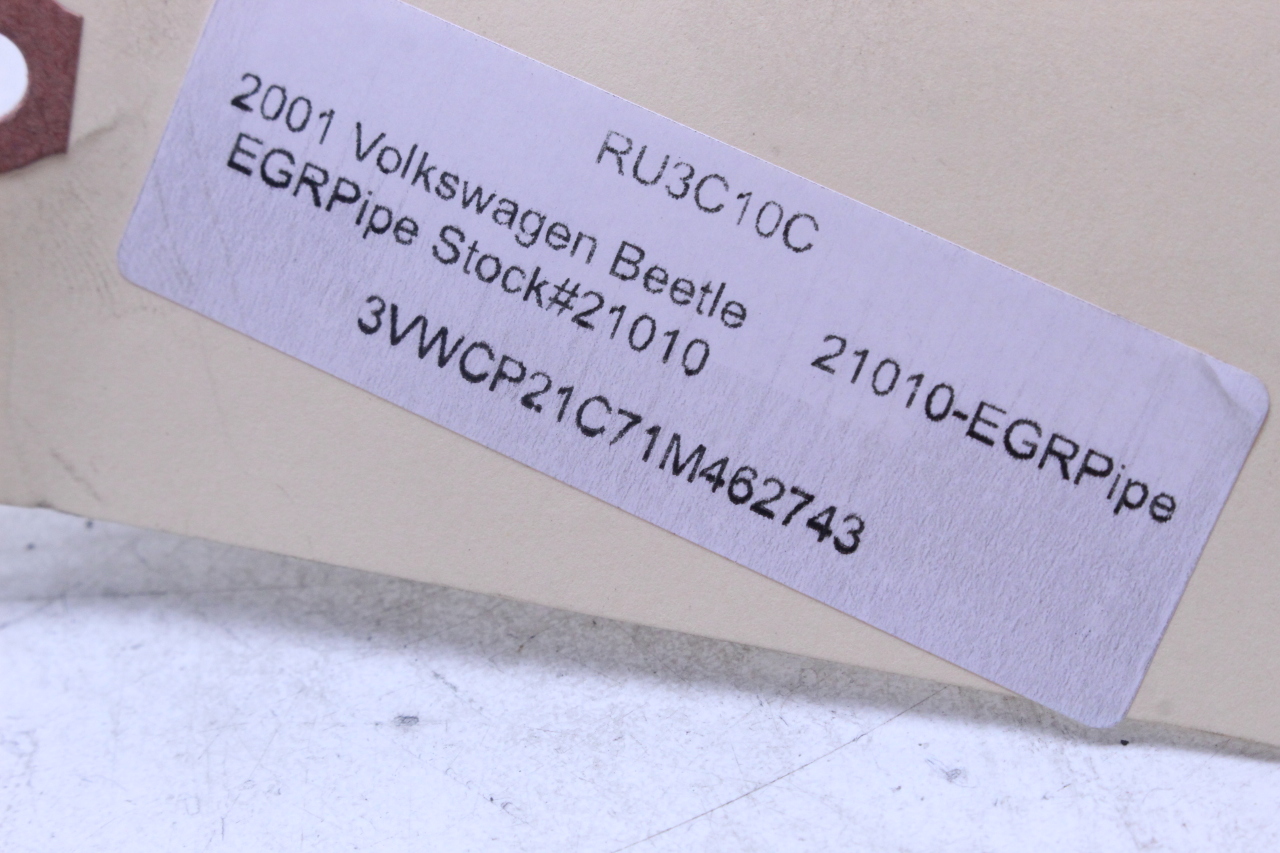 RU3C10C
2001 Volkswagen Beetle
EGRPipe Stock#21010
21010-EGRPipe
3VWCP21C71M462743